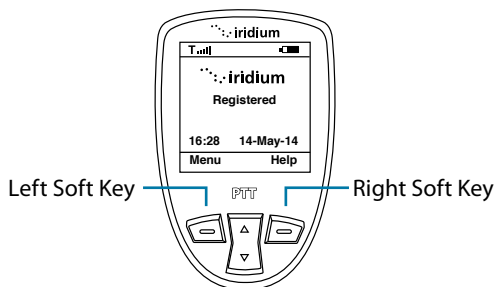 iridium
T
iridium
Registered
16:28 14-May-14
Menu Help
Left Soft Key
PTT
Right Soft Key